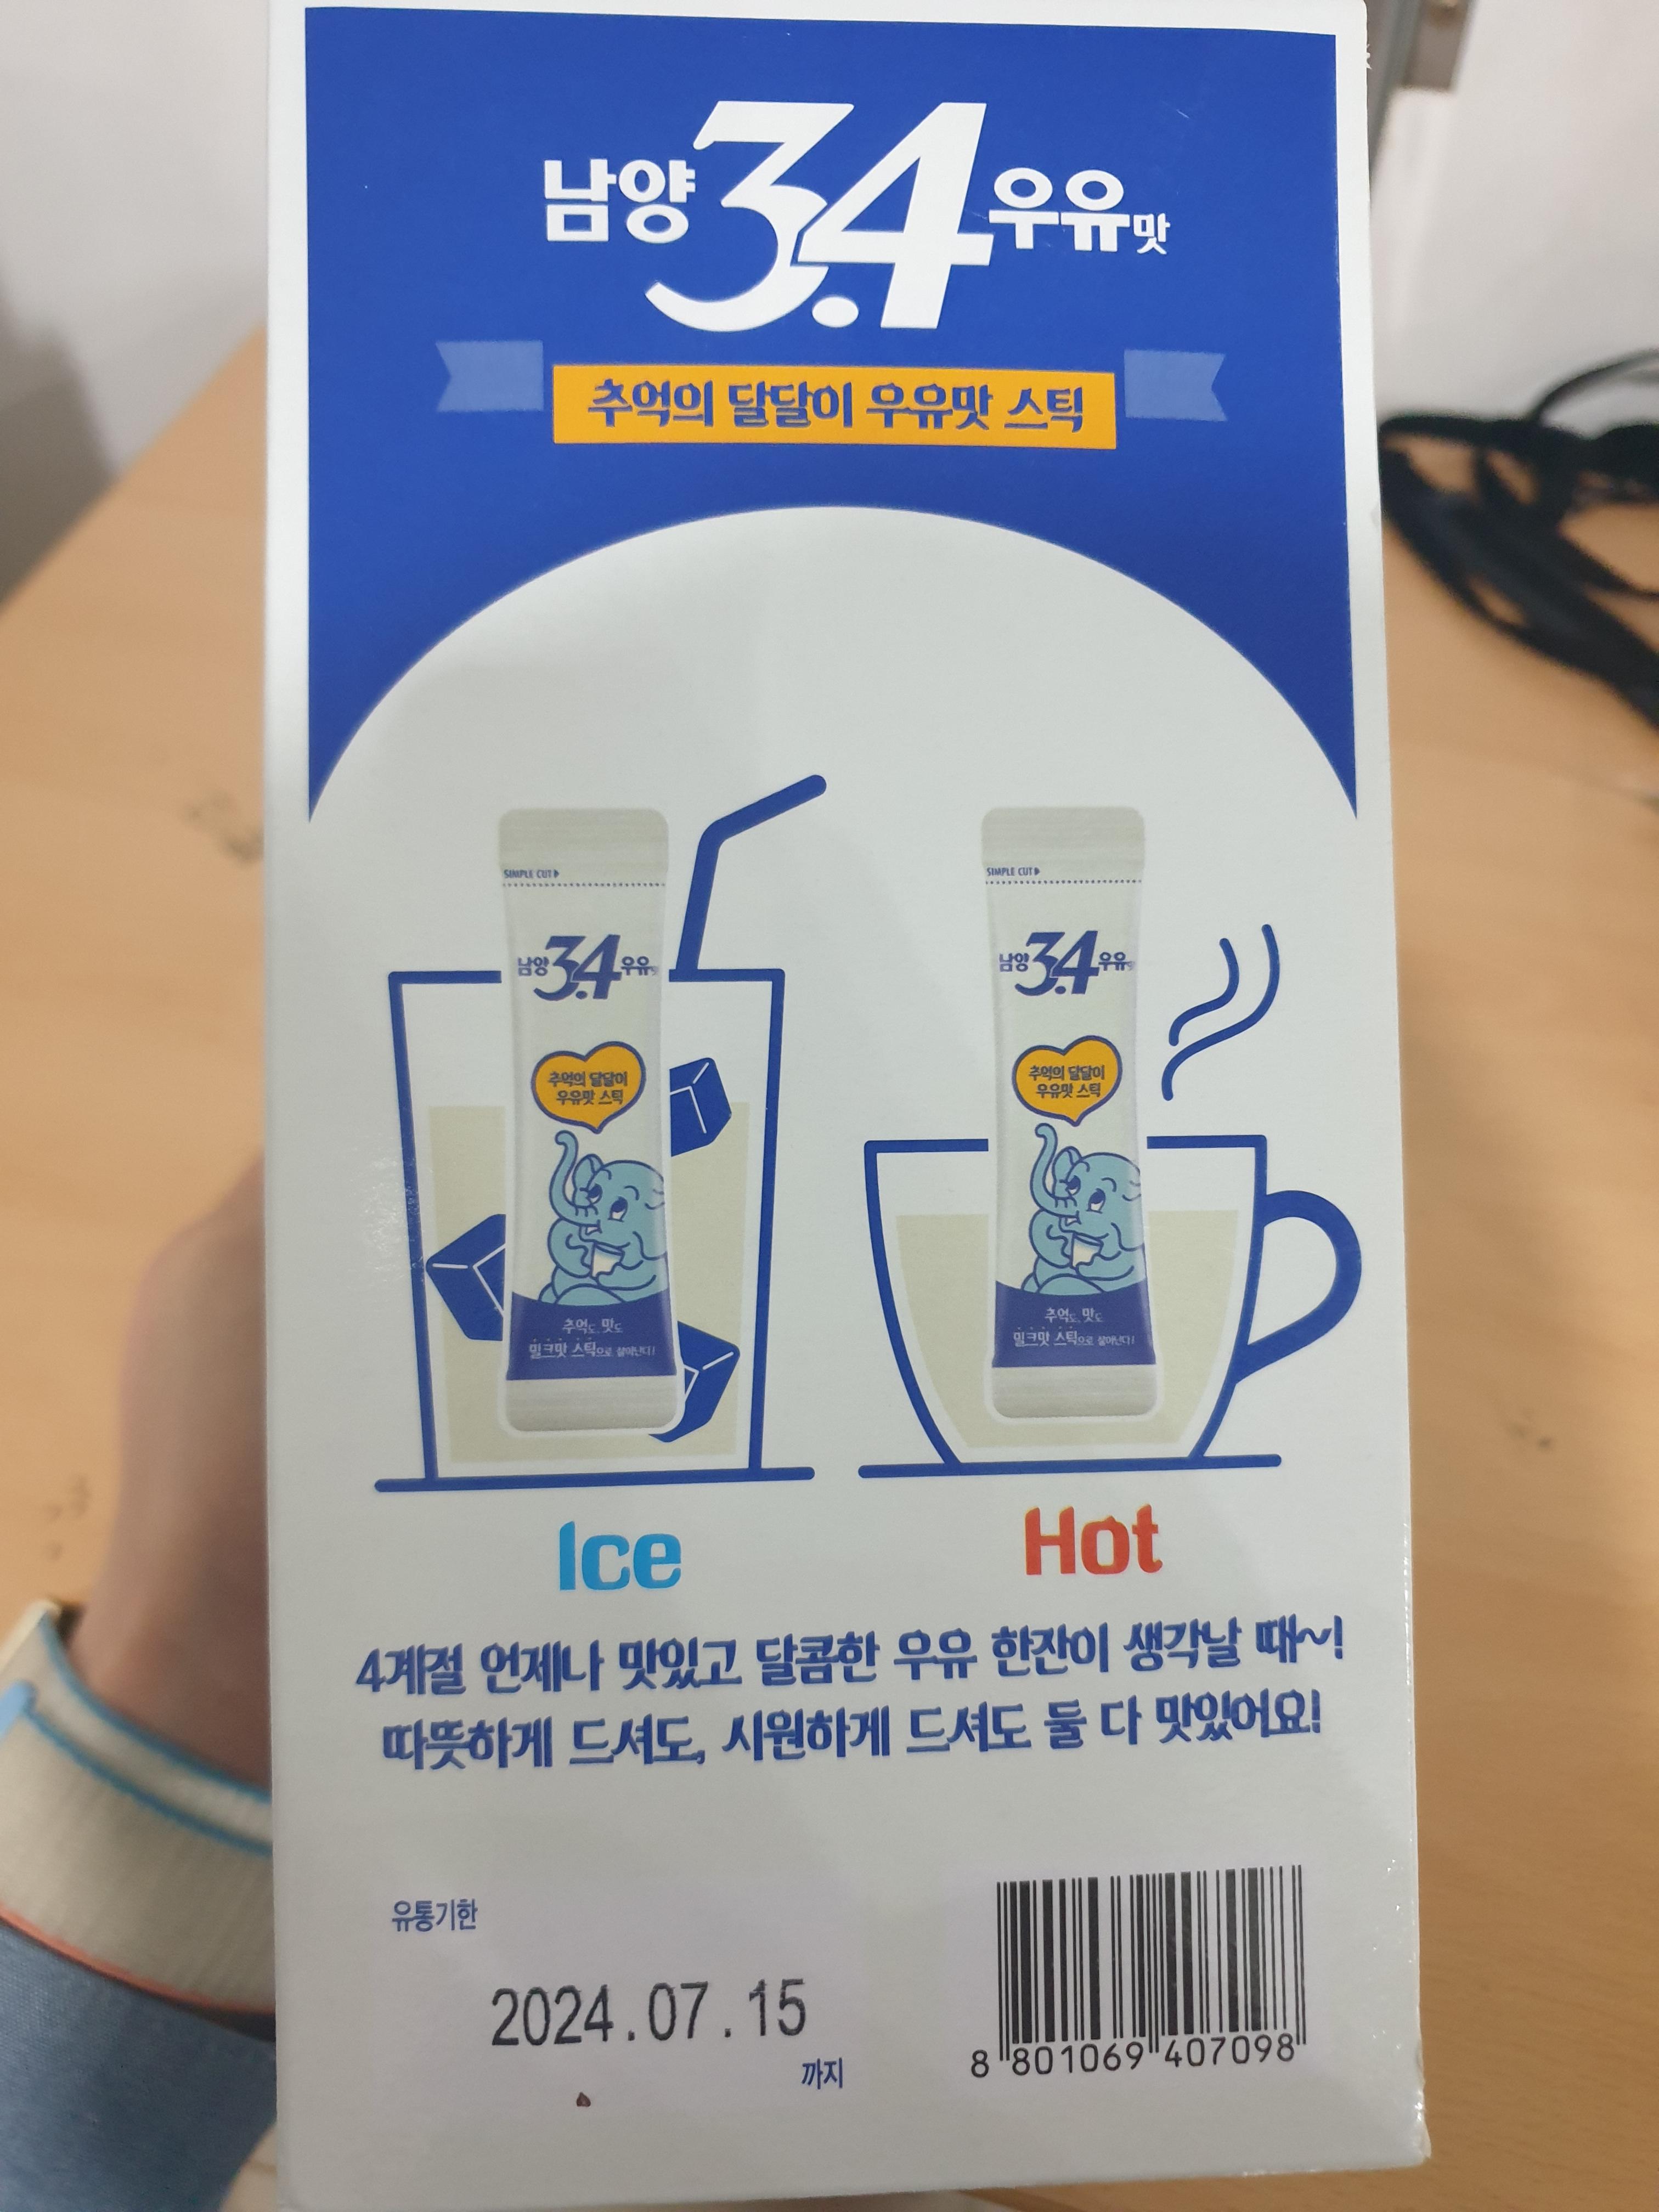 남양 3.4 우유맛
추억의 달달이 우유맛 스틱
SIMPLE CUT
남양 3.4 우유맛
추억의 달달이
우유맛 스틱
추억도, 맛도
밀크맛 스틱으로 살아난다!
SIMPLE CUT
남양 3.4 우유맛
추억의 달달이
우유맛 스틱
추억도, 맛도
밀크맛 스틱으로 살아난다!
Ice
Hot
4계절 언제나 맛있고 달콤한 우유 한잔이 생각날 때~!
따뜻하게 드셔도, 시원하게 드셔도 둘 다 맛있어요!
유통기한
2024.07.15
까지
8 801069 407098